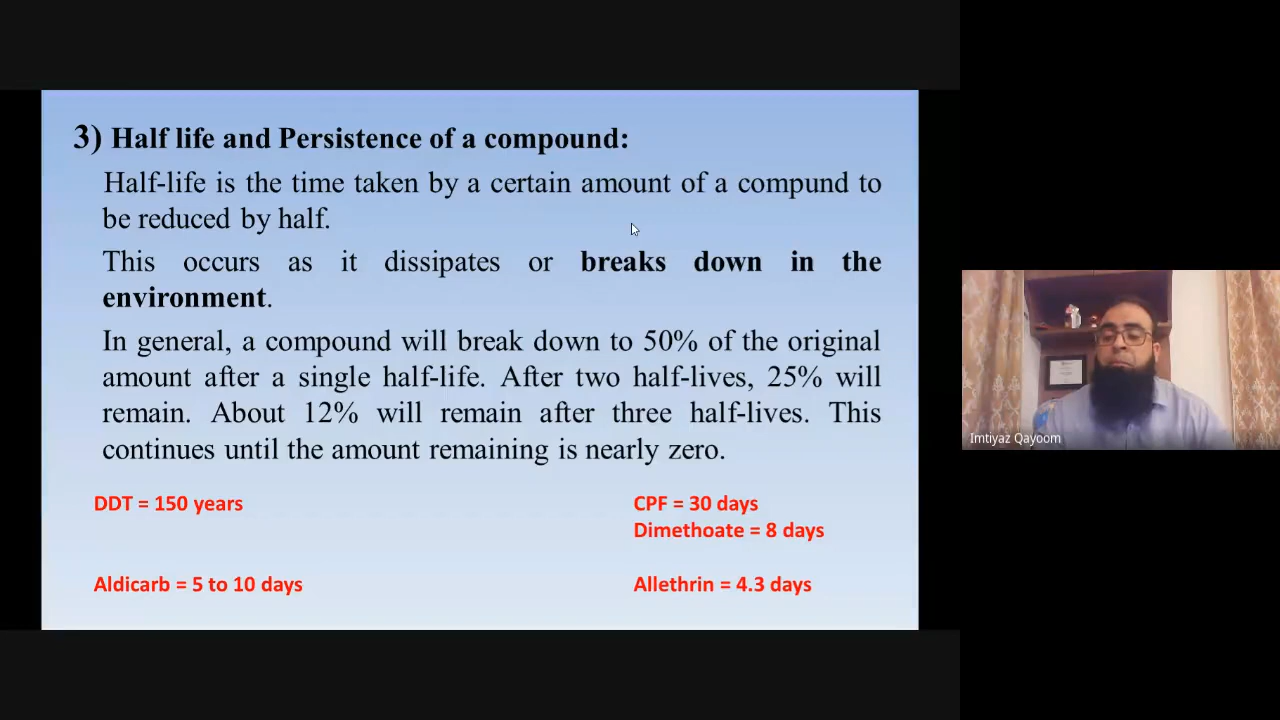 3) Half life and Persistence of a compound:
Half-life is the time taken by a certain amount of a compund to
be reduced by half.
This occurs as it dissipates or breaks down in the
environment.
In general, a compound will break down to 50% of the original
amount after a single half-life. After two half-lives, 25% will
remain. About 12% will remain after three half-lives. This
continues until the amount remaining is nearly zero.
DDT = 150 years
CPF = 30 days
Dimethoate = 8 days
Aldicarb = 5 to 10 days
Allethrin = 4.3 days
Imtiyaz Qayoom